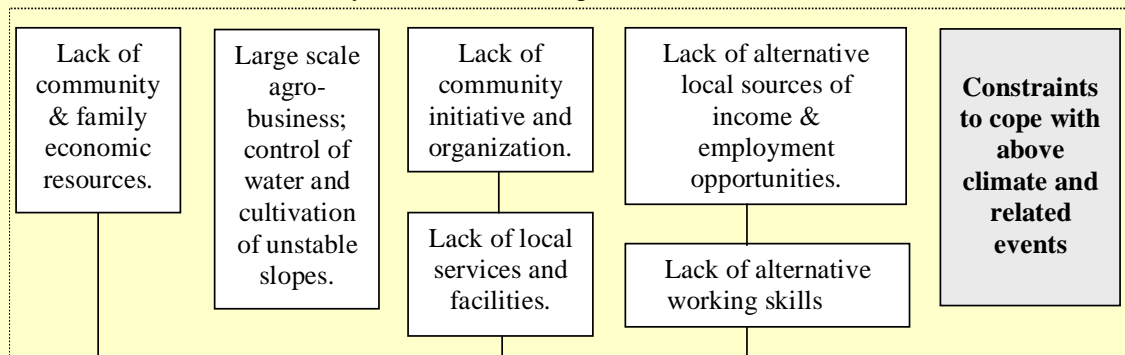 Lack of
community
& family
economic
resources.
Large scale
agro-
business;
control of
water and
cultivation
of unstable
slopes.
Lack of
community
initiative and
organization.
Lack of local
services and
facilities.
Lack of alternative
local sources of
income &
employment
opportunities.
Lack of alternative
working skills
Constraints
to cope with
above
climate and
related
events